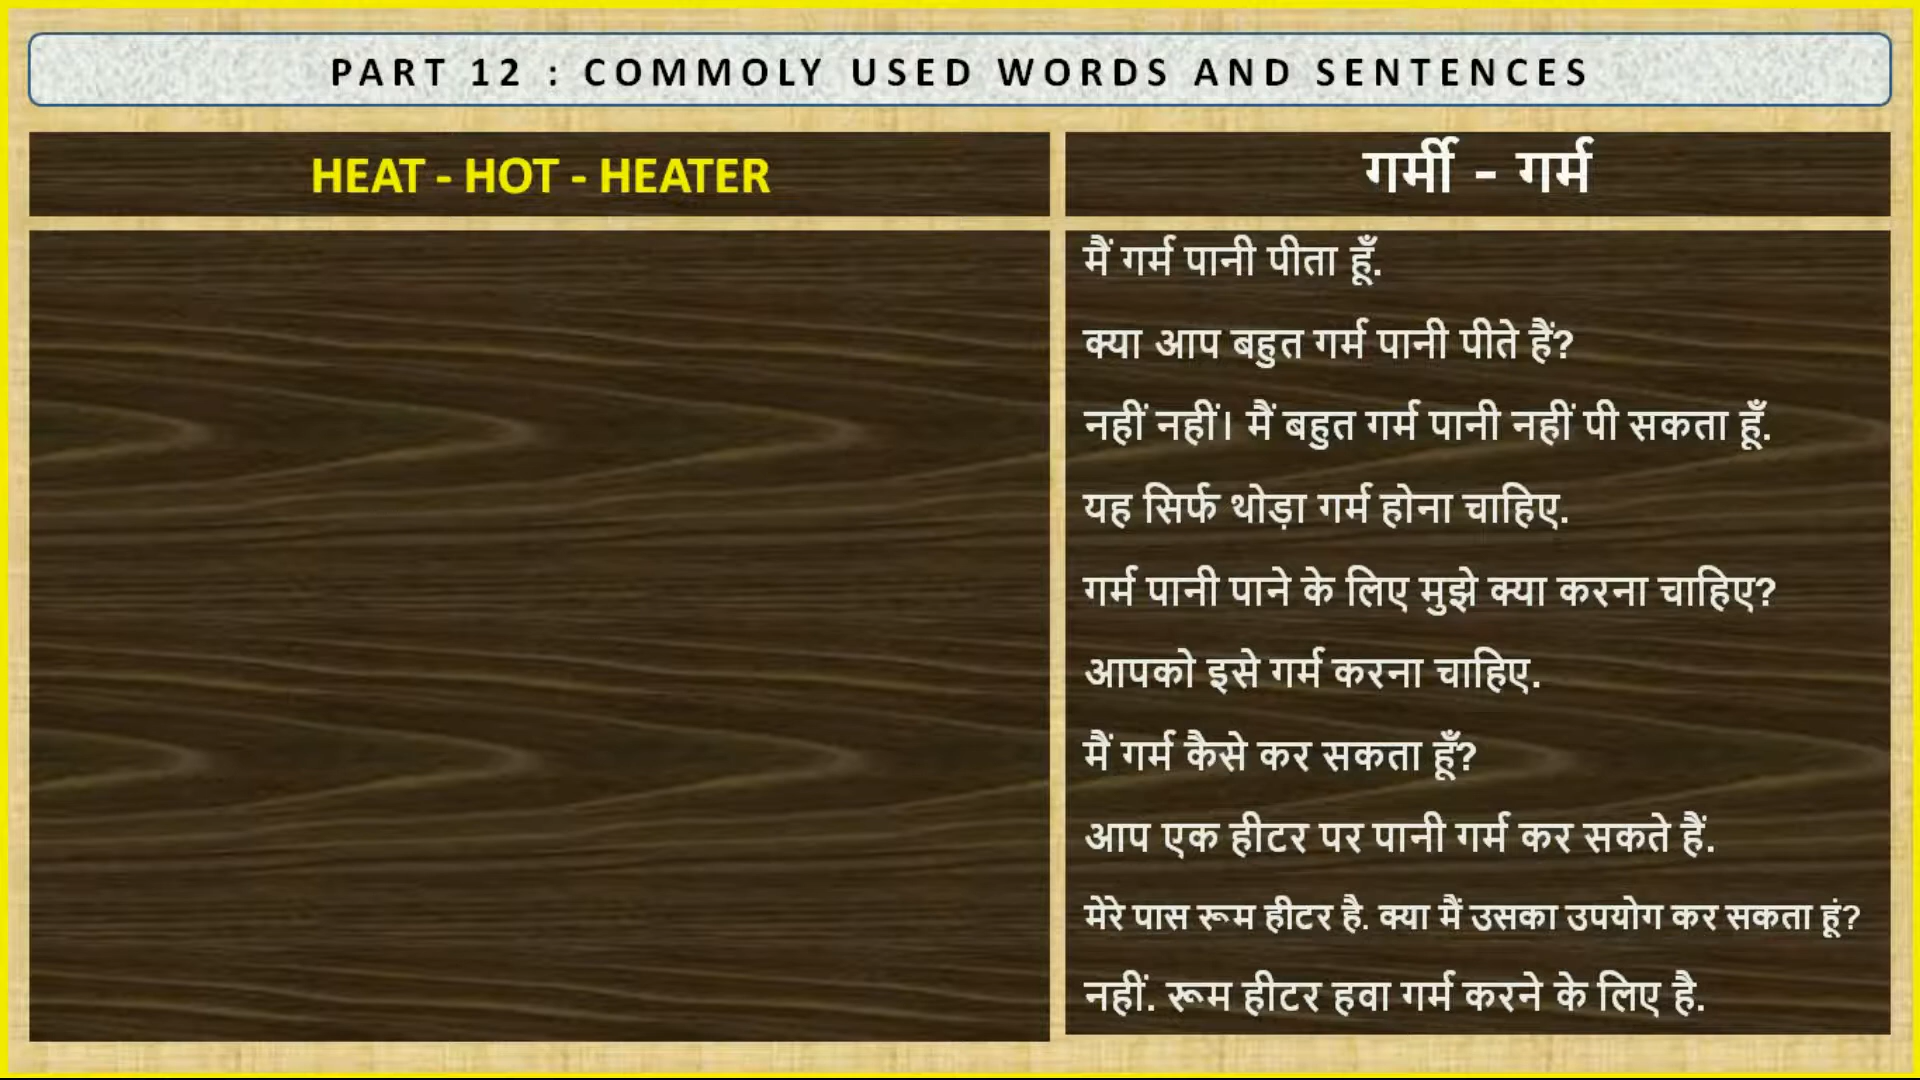 PART 12 : COMMOLY USED WORDS AND SENTENCES
HEAT - HOT - HEATER
गर्मी - गर्म
मैं गर्म पानी पीता हूँ.
क्या आप बहुत गर्म पानी पीते हैं?
नहीं नहीं। मैं बहुत गर्म पानी नहीं पी सकता हूँ.
यह सिर्फ थोड़ा गर्म होना चाहिए.
गर्म पानी पाने के लिए मुझे क्या करना चाहिए?
आपको इसे गर्म करना चाहिए.
मैं गर्म कैसे कर सकता हूँ?
आप एक हीटर पर पानी गर्म कर सकते हैं.
मेरे पास रूम हीटर है. क्या मैं उसका उपयोग कर सकता हूं?
नहीं. रूम हीटर हवा गर्म करने के लिए है.